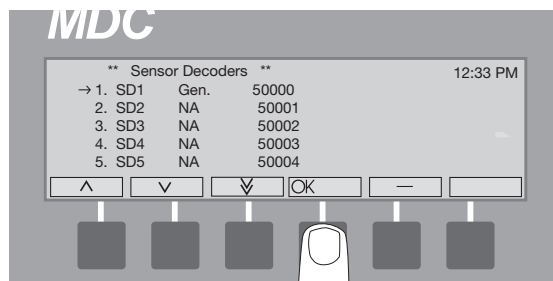 MDC
** Sensor Decoders ** 12:33 PM
→ 1. SD1 Gen. 50000
2. SD2 NA 50001
3. SD3 NA 50002
4. SD4 NA 50003
5. SD5 NA 50004
OK —